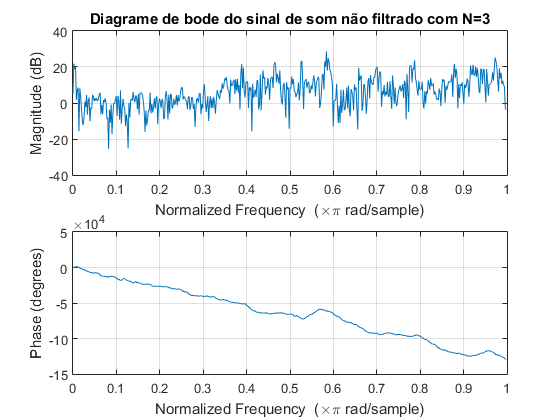 Diagrame de bode do sinal de som não filtrado com N=3
40
20
0
-20
-40
Magnitude (dB)
0 0.1 0.2 0.3 0.4 0.5 0.6 0.7 0.8 0.9 1
Normalized Frequency (×π rad/sample)
×10^4
5
0
-5
-10
-15
Phase (degrees)
0 0.1 0.2 0.3 0.4 0.5 0.6 0.7 0.8 0.9 1
Normalized Frequency (×π rad/sample)